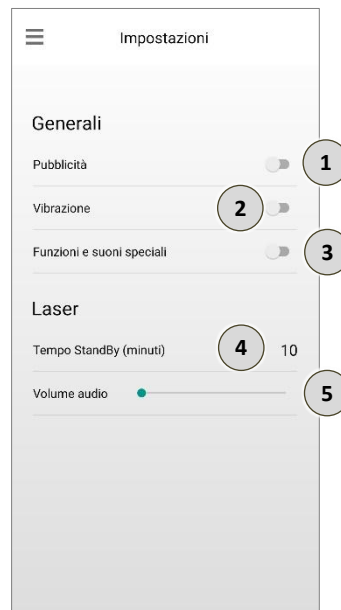 Impostazioni
Generali
Pubblicità 1
Vibrazione 2
Funzioni e suoni speciali 3
Laser
Tempo StandBy (minuti) 4 10
Volume audio 5